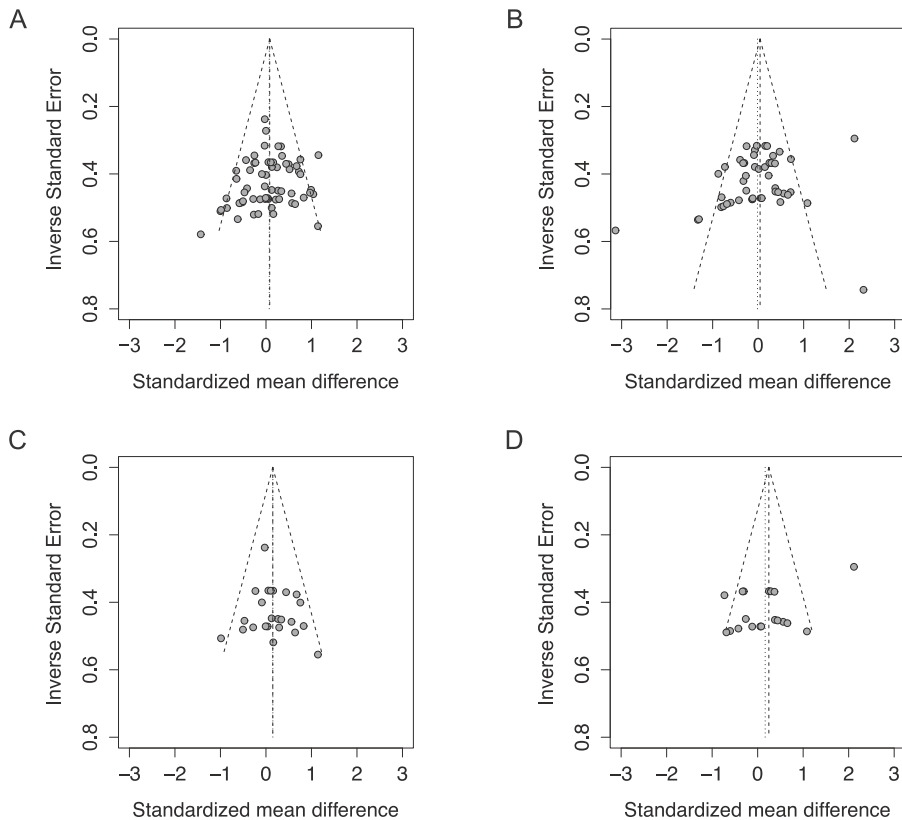 A
0.0
0.2
0.4
0.6
0.8
Inverse Standard Error
−3 −2 −1 0 1 2 3
Standardized mean difference
B
0.0
0.2
0.4
0.6
0.8
Inverse Standard Error
−3 −2 −1 0 1 2 3
Standardized mean difference
C
0.0
0.2
0.4
0.6
0.8
Inverse Standard Error
−3 −2 −1 0 1 2 3
Standardized mean difference
D
0.0
0.2
0.4
0.6
0.8
Inverse Standard Error
−3 −2 −1 0 1 2 3
Standardized mean difference